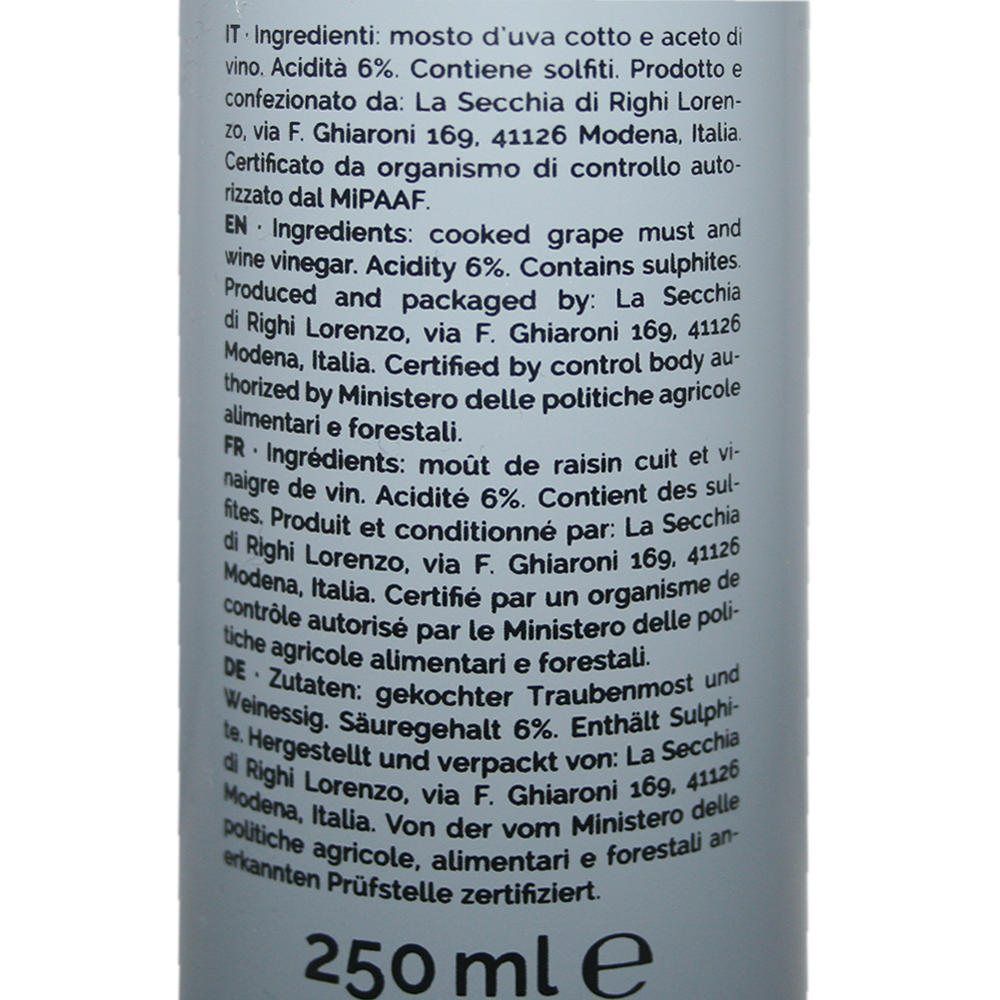 IT · Ingredienti: mosto d'uva cotto e aceto di
vino. Acidità 6%. Contiene solfiti. Prodotto e
confezionato da: La Secchia di Righi Loren-
zo, via F. Ghiaroni 169, 41126 Modena, Italia.
Certificato da organismo di controllo auto-
rizzato dal MiPAAF.
EN · Ingredients: cooked grape must and
wine vinegar. Acidity 6%. Contains sulphites.
Produced and packaged by: La Secchia
di Righi Lorenzo, via F. Ghiaroni 169, 41126
Modena, Italia. Certified by control body au-
thorized by Ministero delle politiche agricole
alimentari e forestali.
FR · Ingrédients: moût de raisin cuit et vi-
naigre de vin. Acidité 6%. Contient des sul-
fites. Produit et conditionné par: La Secchia
di Righi Lorenzo, via F. Ghiaroni 169, 41126
Modena, Italia. Certifié par un organisme de
contrôle autorisé par le Ministero delle poli-
tiche agricole alimentari e forestali.
DE · Zutaten: gekochter Traubenmost und
Weinessig. Säuregehalt 6%. Enthält Sulphi-
te. Hergestellt und verpackt von: La Secchia
di Righi Lorenzo, via F. Ghiaroni 169, 41126
Modena, Italia. Von der vom Ministero delle
politiche agricole, alimentari e forestali an-
erkannten Prüfstelle zertifiziert.
250 ml ℮